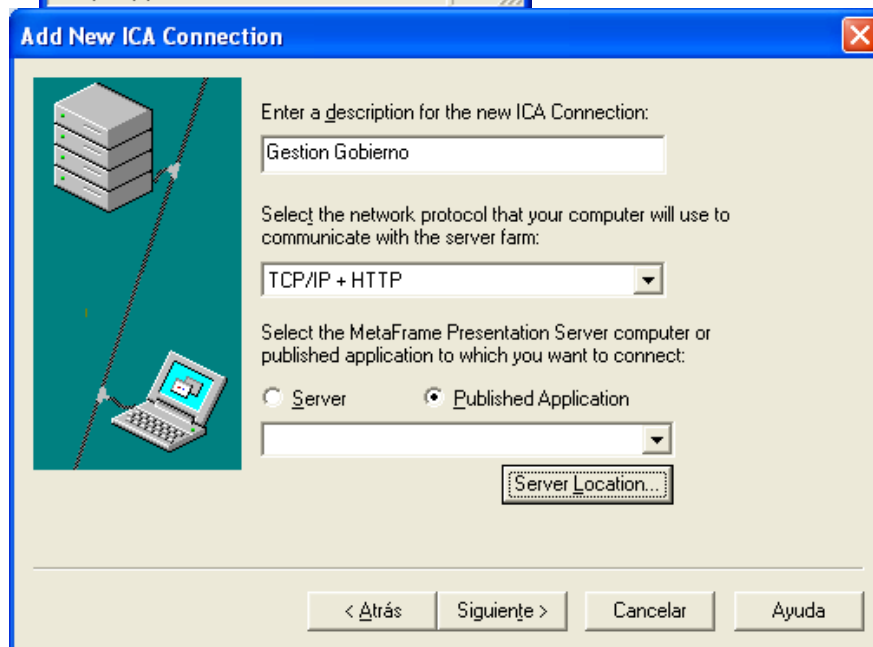 Add New ICA Connection
Enter a description for the new ICA Connection:
Gestion Gobierno
Select the network protocol that your computer will use to
communicate with the server farm:
TCP/IP + HTTP
Select the MetaFrame Presentation Server computer or
published application to which you want to connect:
Server Published Application
Server Location...
< Atrás Siguiente > Cancelar Ayuda